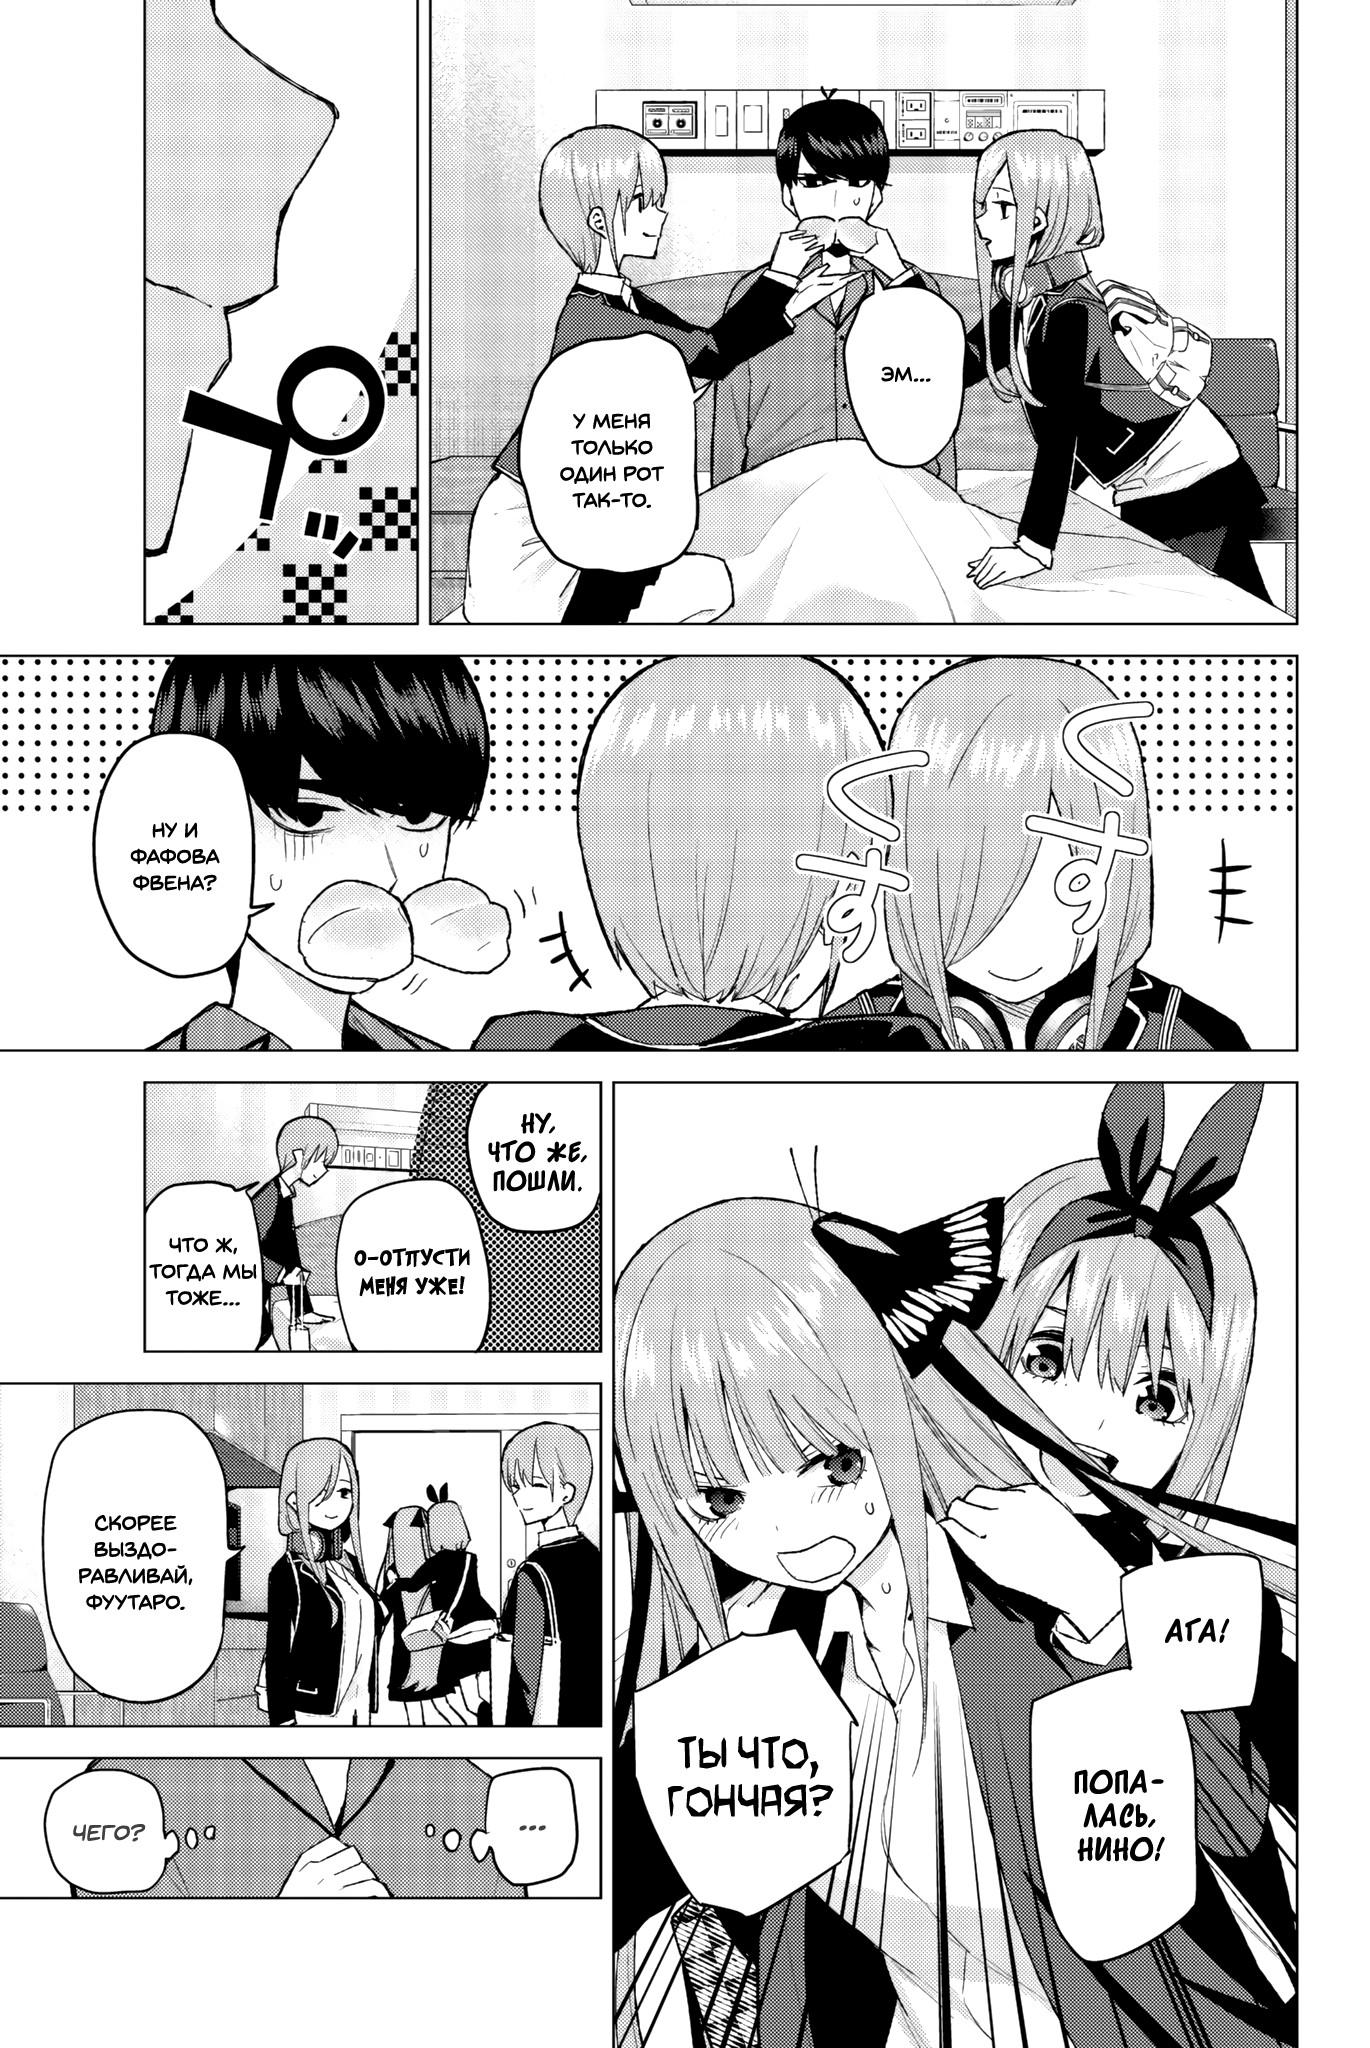 ЭМ...
У МЕНЯ
ТОЛЬКО
ОДИН РОТ
ТАК-ТО.
くすくす
НУ И
ФАФОВА
ФВЕНА?
АГА!
ПОПА-
ЛАСЬ,
НИНО!
ТЫ ЧТО,
ГОНЧАЯ?
НУ,
ЧТО ЖЕ,
ПОШЛИ.
О-ОТПУСТИ
МЕНЯ УЖЕ!
ЧТО Ж,
ТОГДА МЫ
ТОЖЕ...
СКОРЕЕ
ВЫЗДО-
РАВЛИВАЙ,
ФУУТАРО.
...
ЧЕГО?